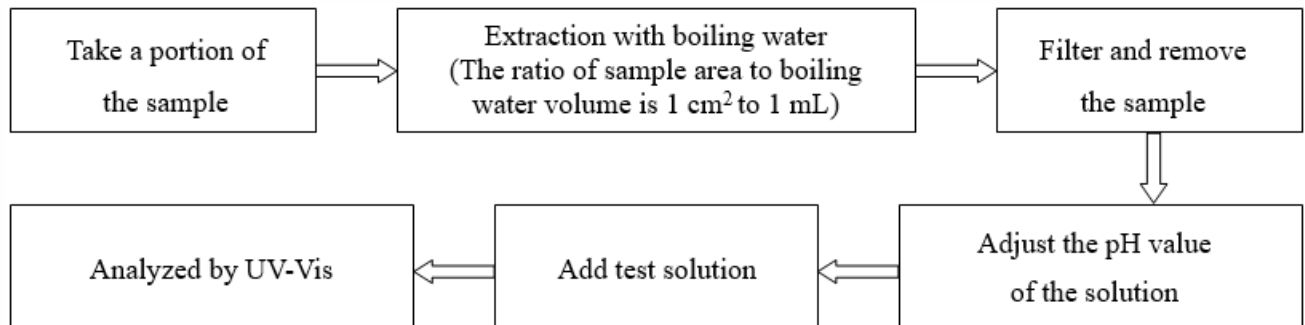 Take a portion of
the sample
Extraction with boiling water
(The ratio of sample area to boiling
water volume is 1 cm² to 1 mL)
Filter and remove
the sample
Adjust the pH value
of the solution
Add test solution
Analyzed by UV-Vis